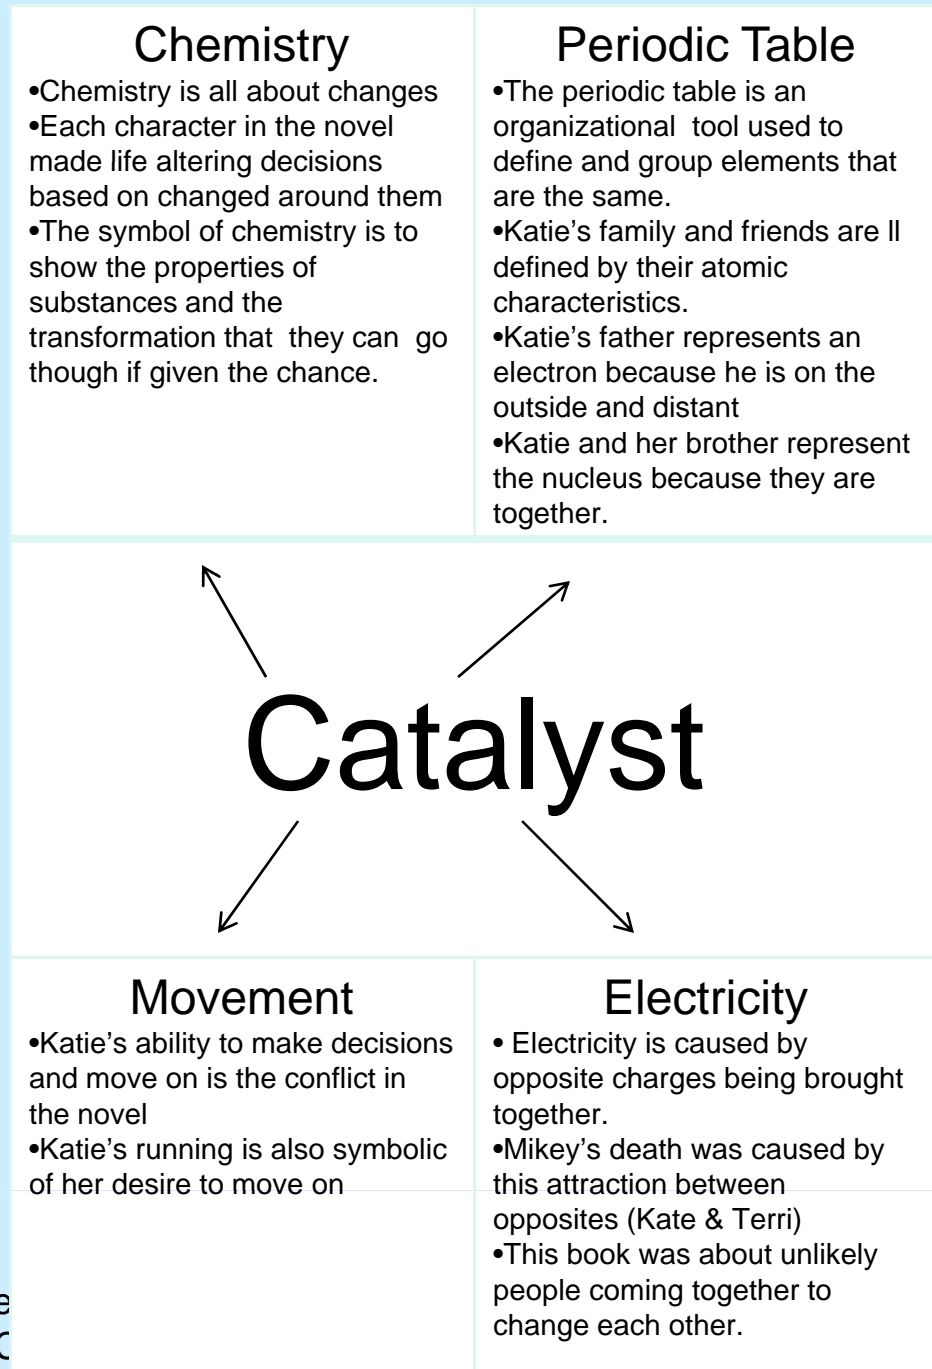 Chemistry
•Chemistry is all about changes
•Each character in the novel
made life altering decisions
based on changed around them
•The symbol of chemistry is to
show the properties of
substances and the
transformation that  they can  go
though if given the chance.
Periodic Table
•The periodic table is an
organizational  tool used to
define and group elements that
are the same.
•Katie’s family and friends are ll
defined by their atomic
characteristics.
•Katie’s father represents an
electron because he is on the
outside and distant
•Katie and her brother represent
the nucleus because they are
together.
Catalyst
Movement
•Katie’s ability to make decisions
and move on is the conflict in
the novel
•Katie’s running is also symbolic
of her desire to move on
Electricity
• Electricity is caused by
opposite charges being brought
together.
•Mikey’s death was caused by
this attraction between
opposites (Kate & Terri)
•This book was about unlikely
people coming together to
change each other.